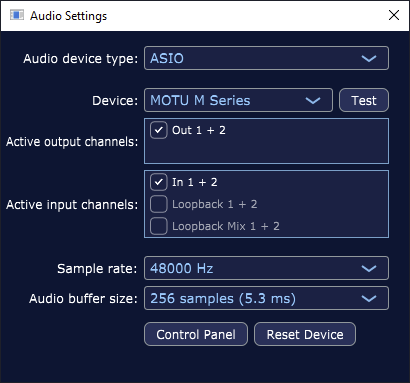 Audio Settings
Audio device type: ASIO
Device: MOTU M Series Test
Active output channels: Out 1 + 2
Active input channels: In 1 + 2
Loopback 1 + 2
Loopback Mix 1 + 2
Sample rate: 48000 Hz
Audio buffer size: 256 samples (5.3 ms)
Control Panel Reset Device